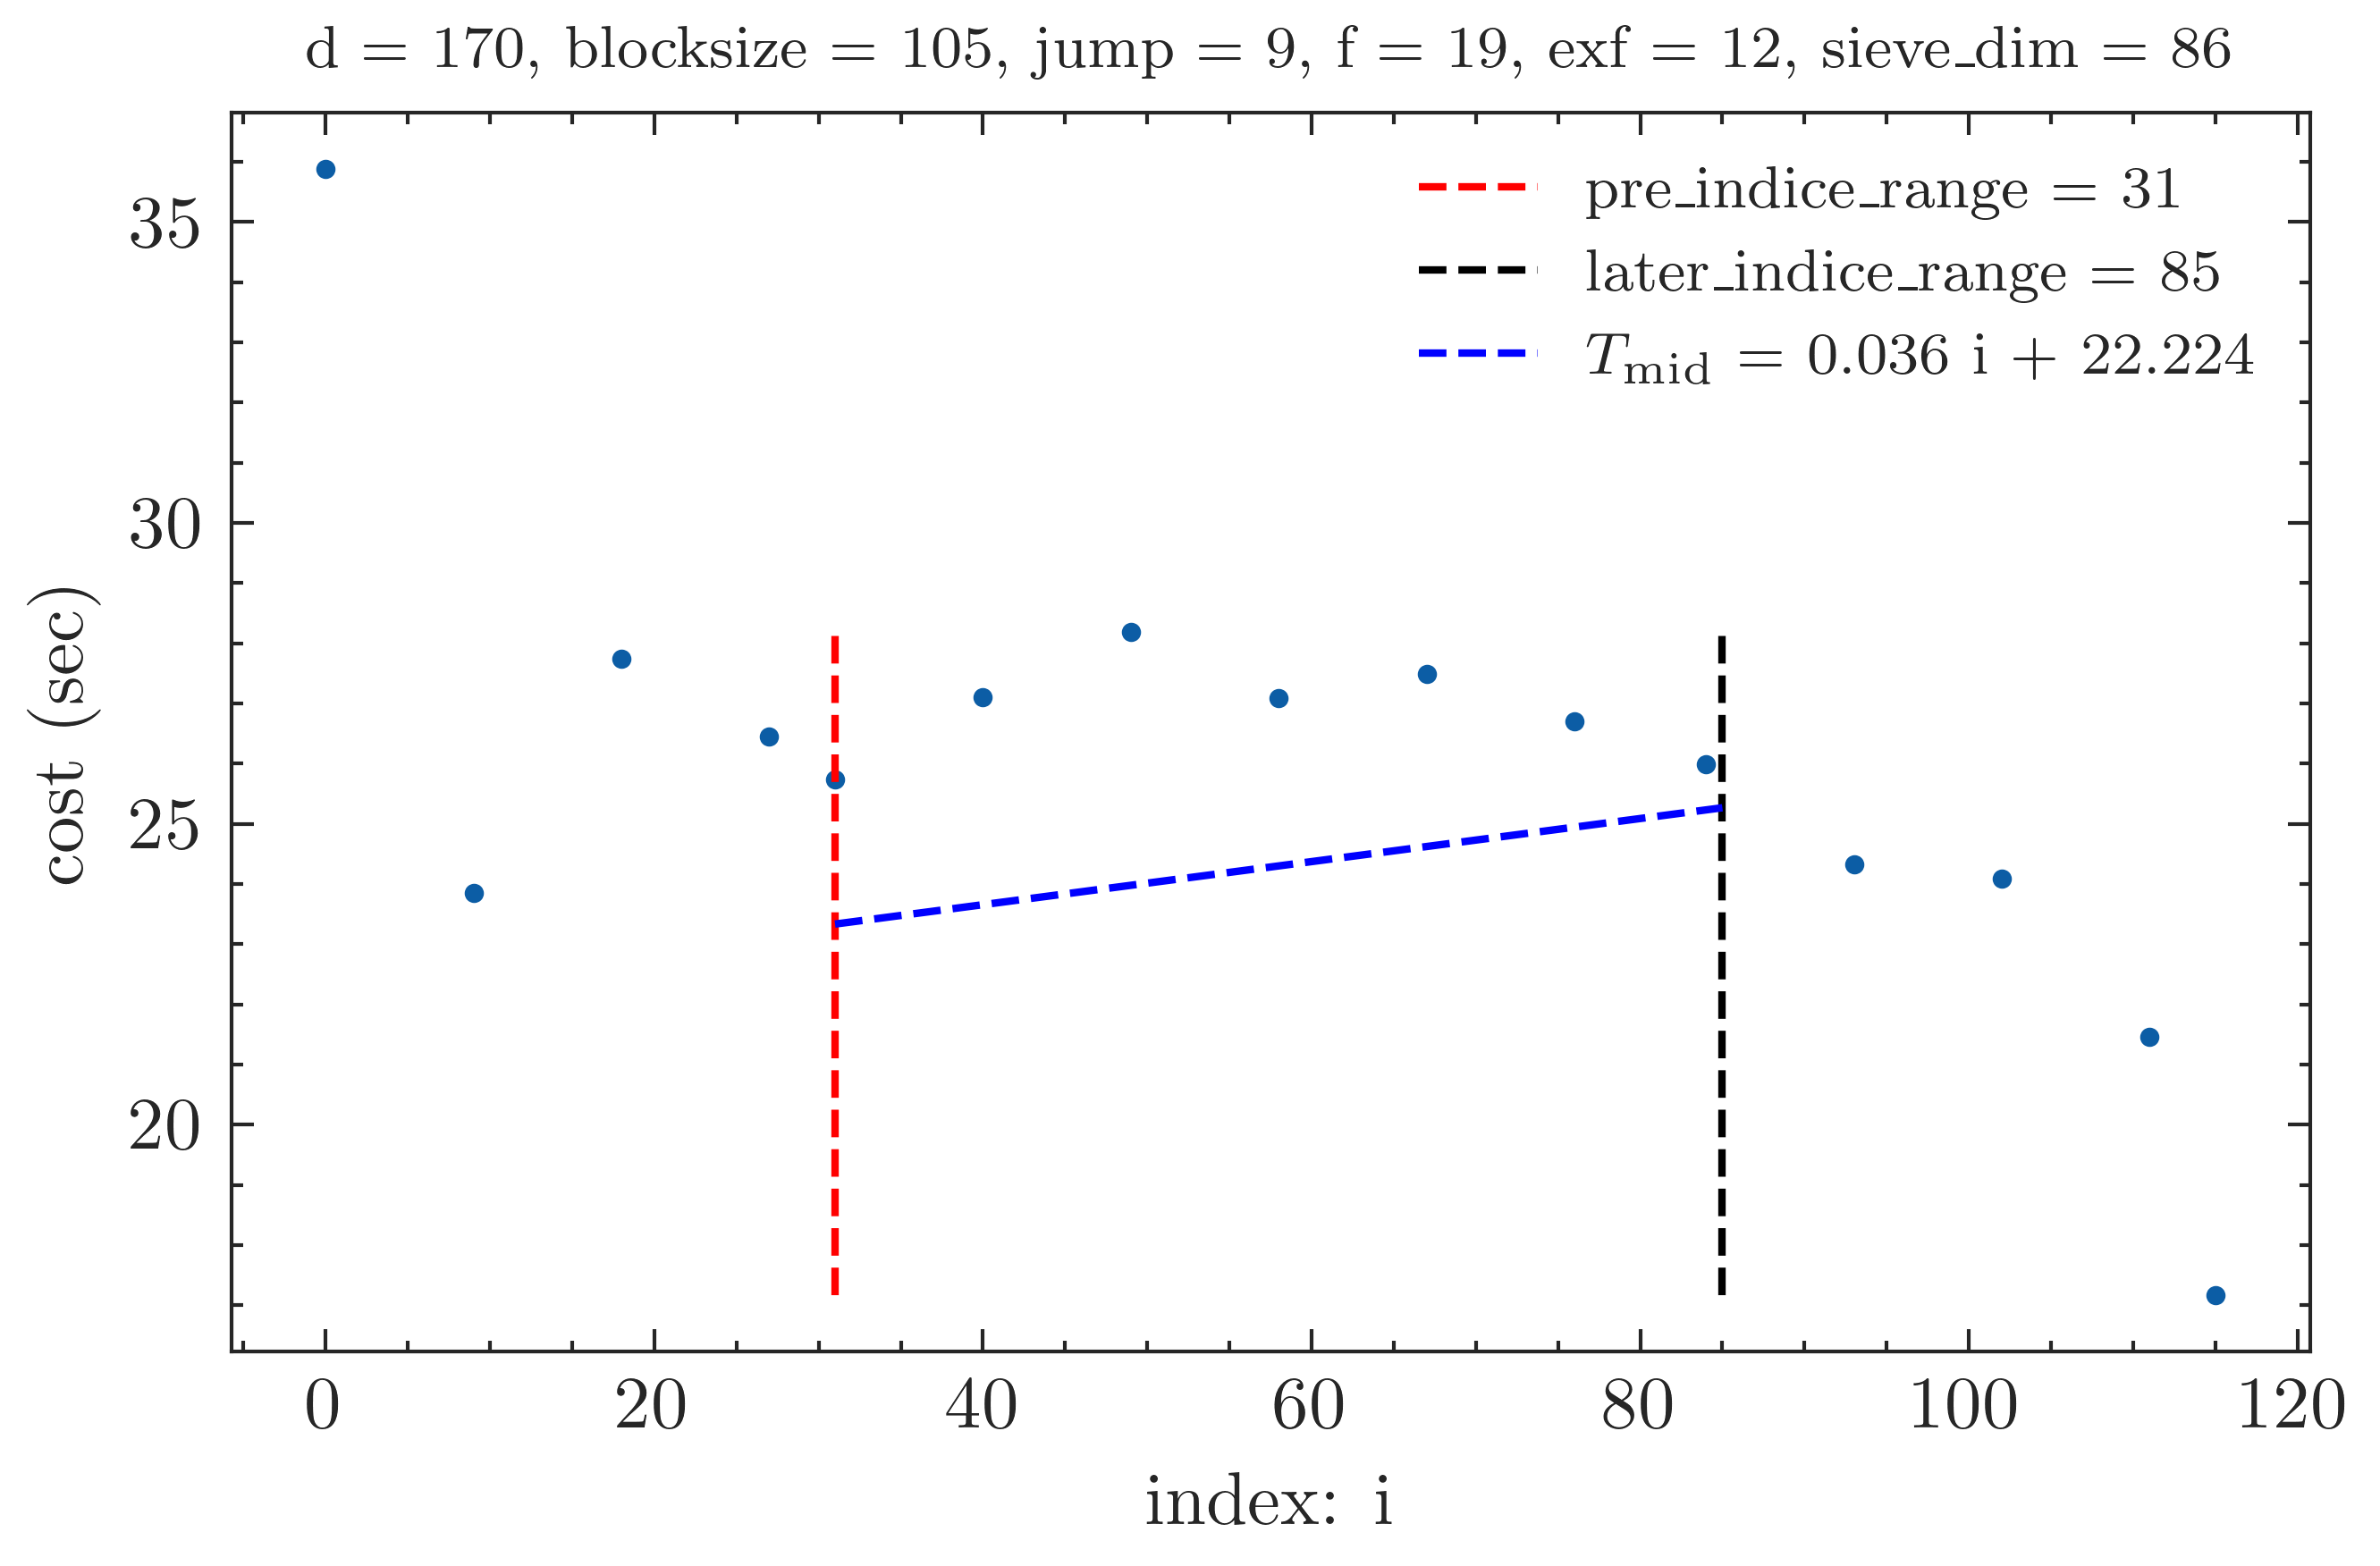 d = 170, blocksize = 105, jump = 9, f = 19, exf = 12, sieve_dim = 86
pre_indice_range = 31
later_indice_range = 85
T_mid = 0.036 i + 22.224
35
30
25
20
cost (sec)
0 20 40 60 80 100 120
index: i